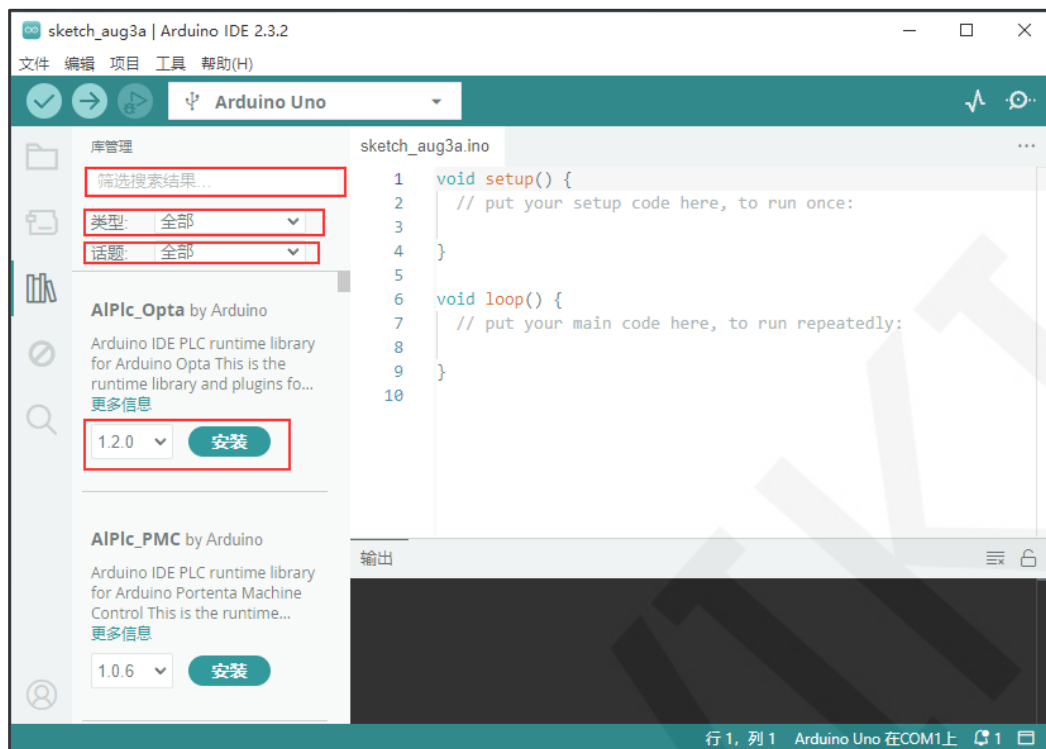 sketch_aug3a | Arduino IDE 2.3.2
文件 编辑 项目 工具 帮助(H)
Arduino Uno
库管理
筛选搜索结果...
类型: 全部
话题: 全部
AlPlc_Opta by Arduino
Arduino IDE PLC runtime library
for Arduino Opta This is the
runtime library and plugins fo...
更多信息
1.2.0 安装
AlPlc_PMC by Arduino
Arduino IDE PLC runtime library
for Arduino Portenta Machine
Control This is the runtime...
更多信息
1.0.6 安装
sketch_aug3a.ino
1 void setup() {
2 // put your setup code here, to run once:
3
4 }
5
6 void loop() {
7 // put your main code here, to run repeatedly:
8
9 }
10
输出
行 1，列 1 Arduino Uno 在COM1上 1